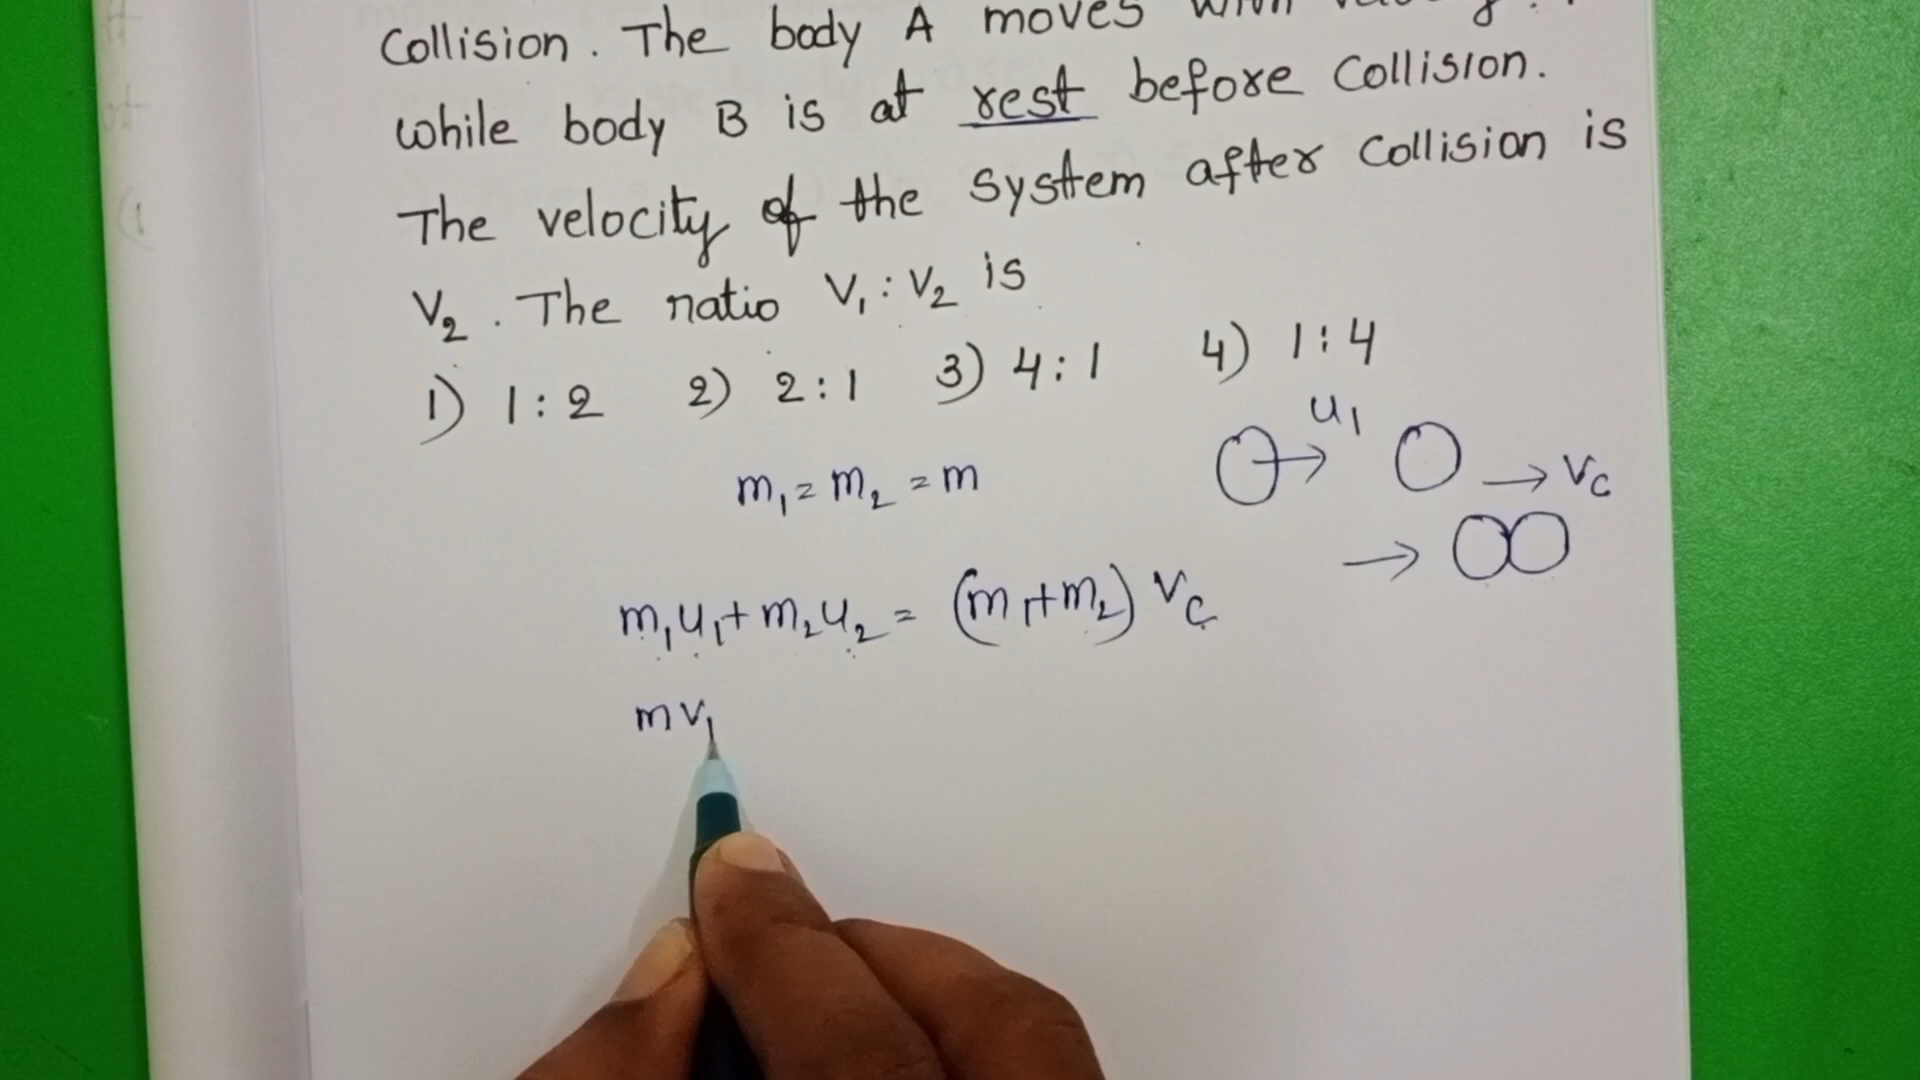 Collision. The body A moves
while body B is at rest before Collision.
The velocity of the System after Collision is
V₂. The ratio V₁ : V₂ is
1) 1 : 2 2) 2 : 1 3) 4 : 1 4) 1 : 4
u₁
m₁ = m₂ = m
→ Vc
→
m₁u₁ + m₂u₂ = (m₁+m₂) Vc
mv₁